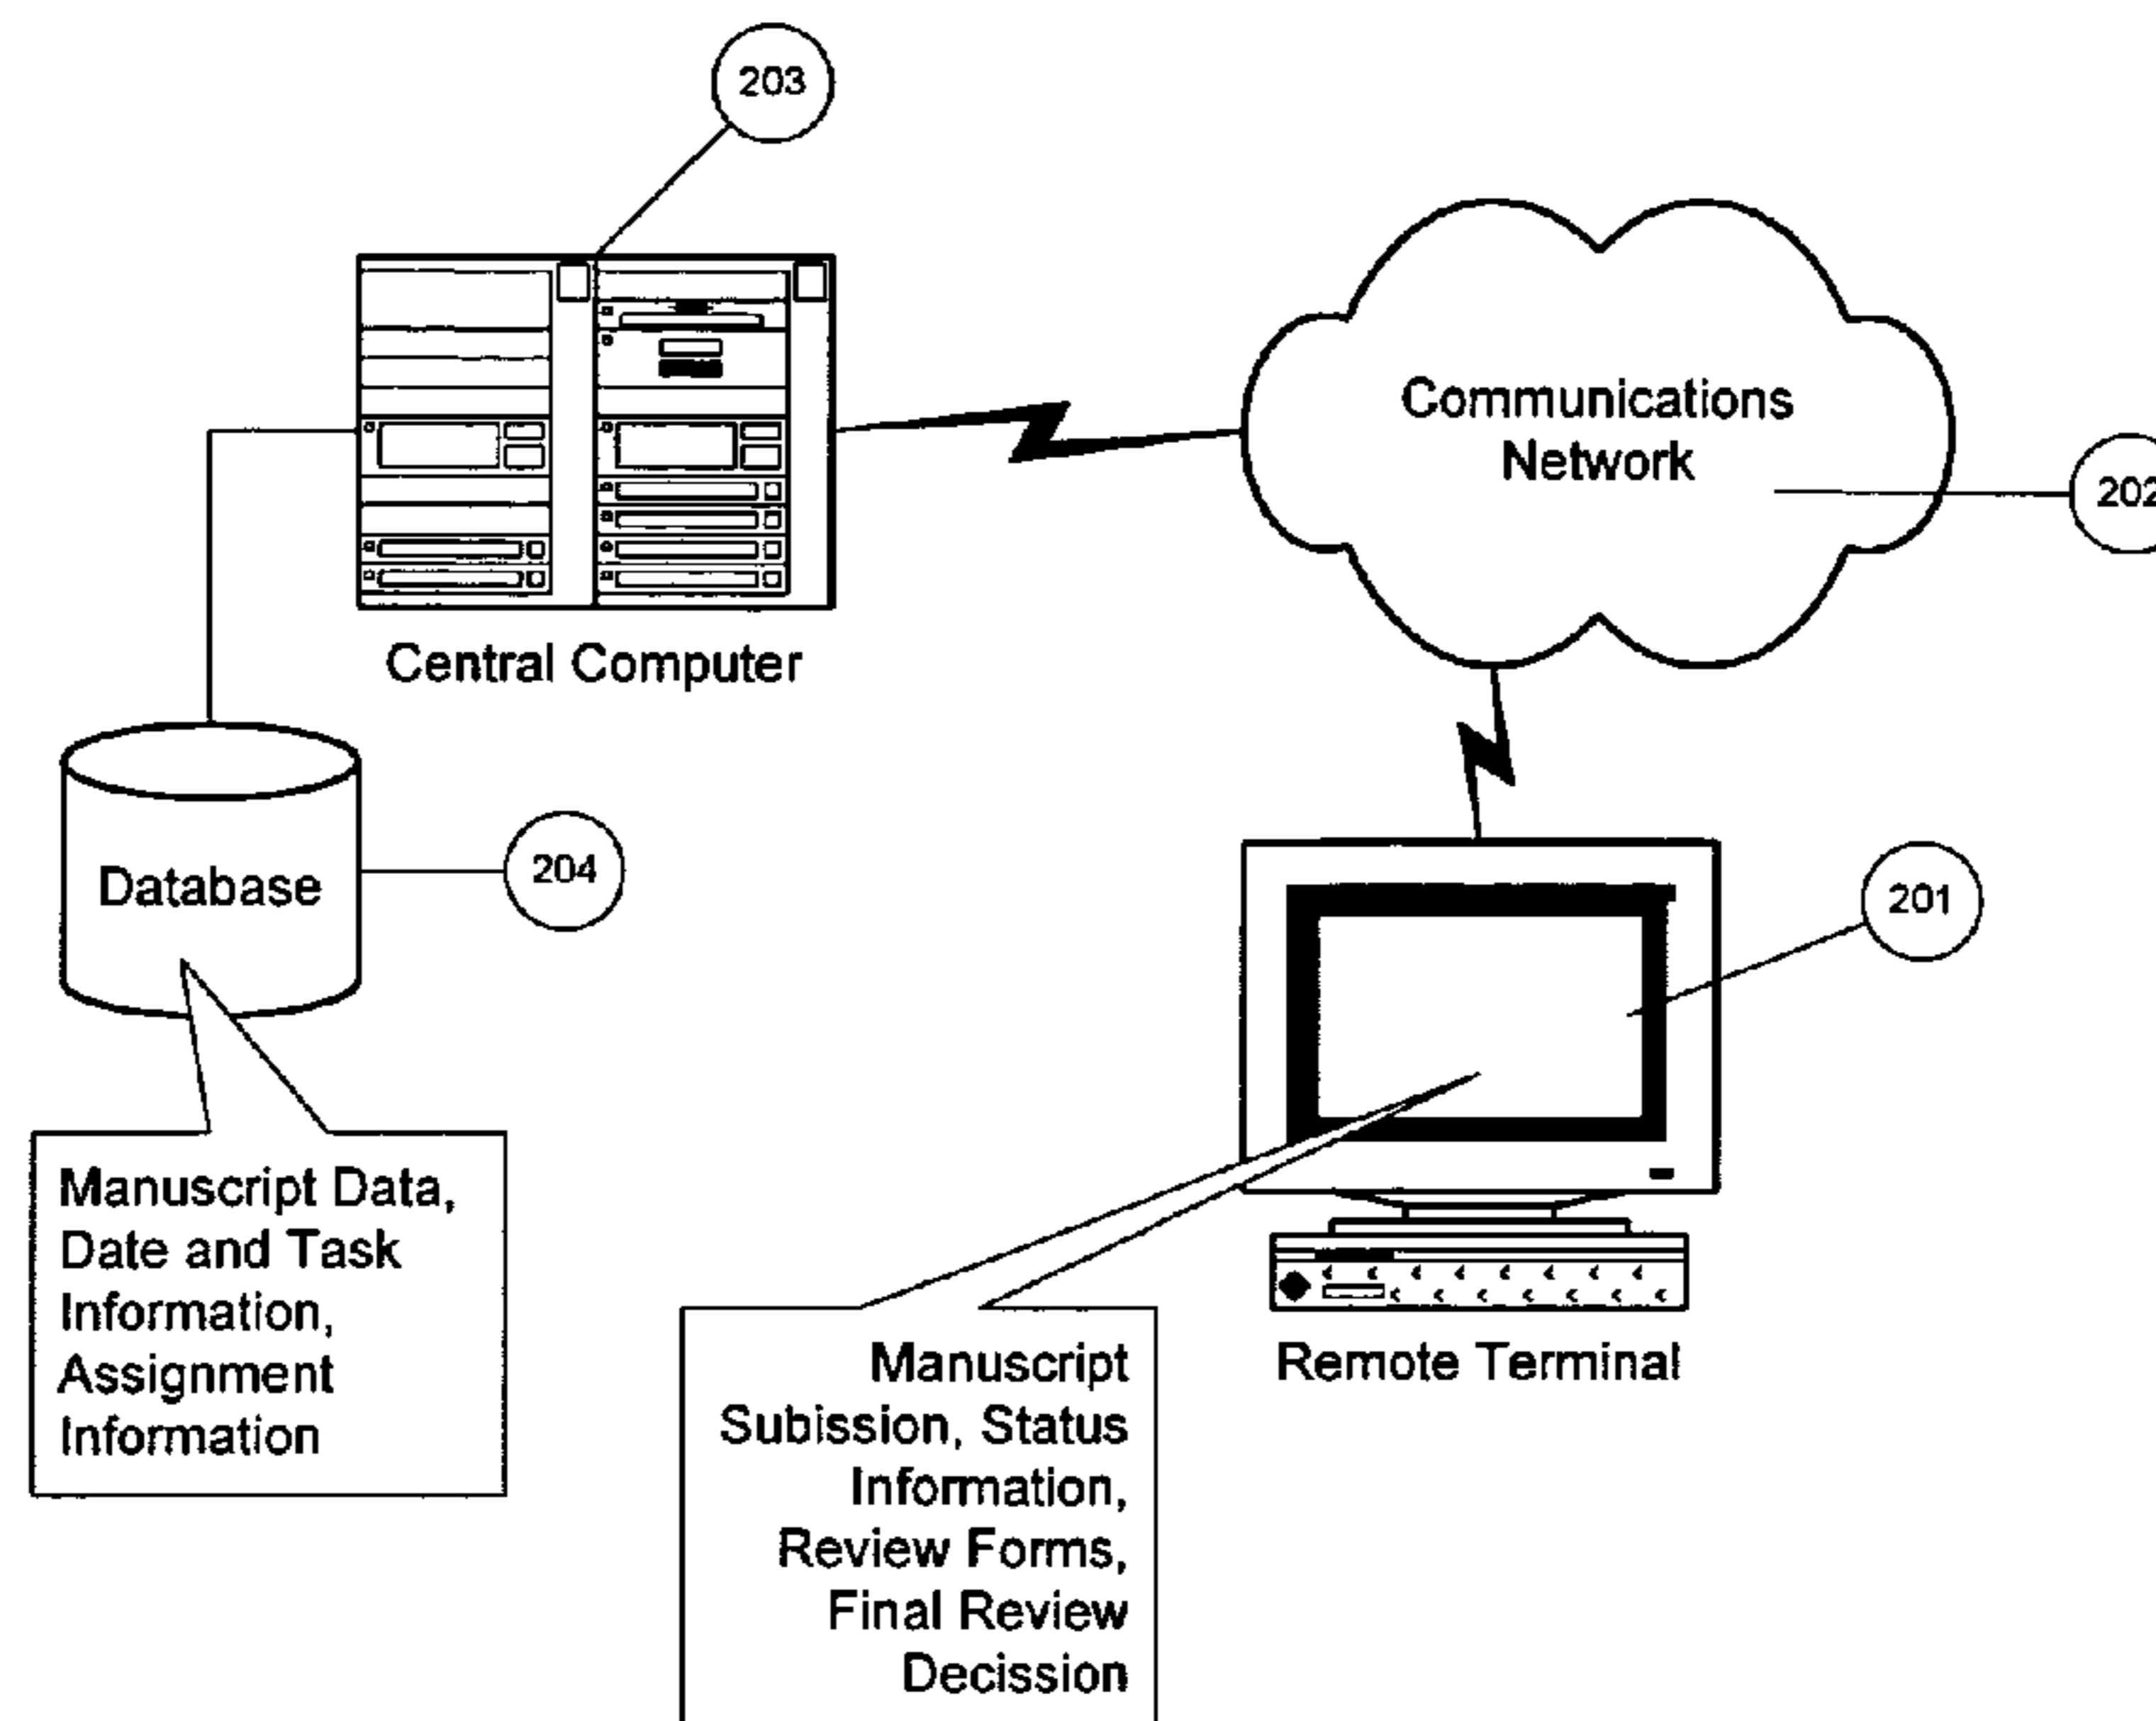 203
Communications
Network
202
Central Computer
Database
204
201
Manuscript Data,
Date and Task
Information,
Assignment
Information
Remote Terminal
Manuscript
Subission, Status
Information,
Review Forms,
Final Review
Decission